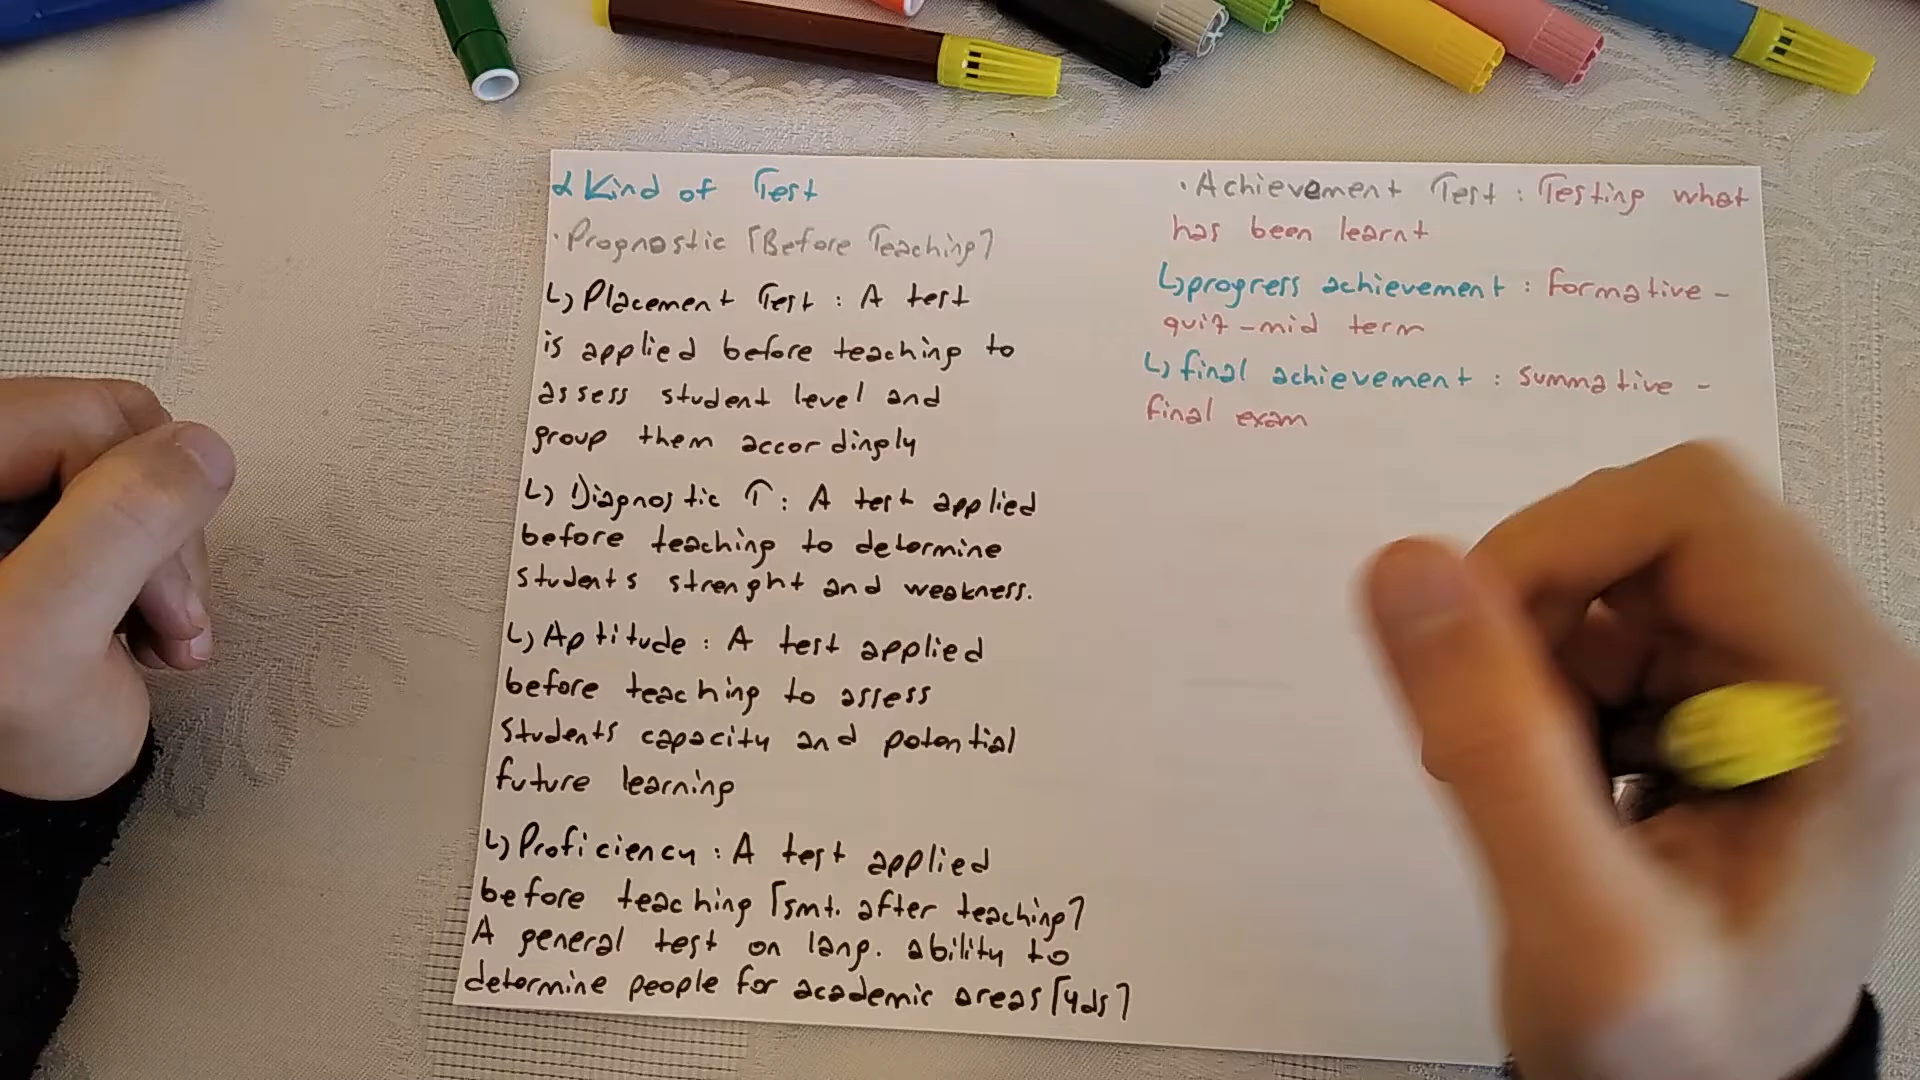 2 Kind of Test
· Prognostic [Before Teaching]
↳ Placement Test : A test
is applied before teaching to
assess student level and
group them accordingly
↳ Diagnostic T : A test applied
before teaching to determine
students strenght and weakness.
↳ Aptitude : A test applied
before teaching to assess
students capacity and potential
future learning
↳ Proficiency : A test applied
before teaching [smt. after teaching]
A general test on lang. ability to
determine people for academic areas [yds]
· Achievement Test : Testing what
has been learnt
↳ progress achievement : formative -
quiz - mid term
↳ final achievement : summative -
final exam